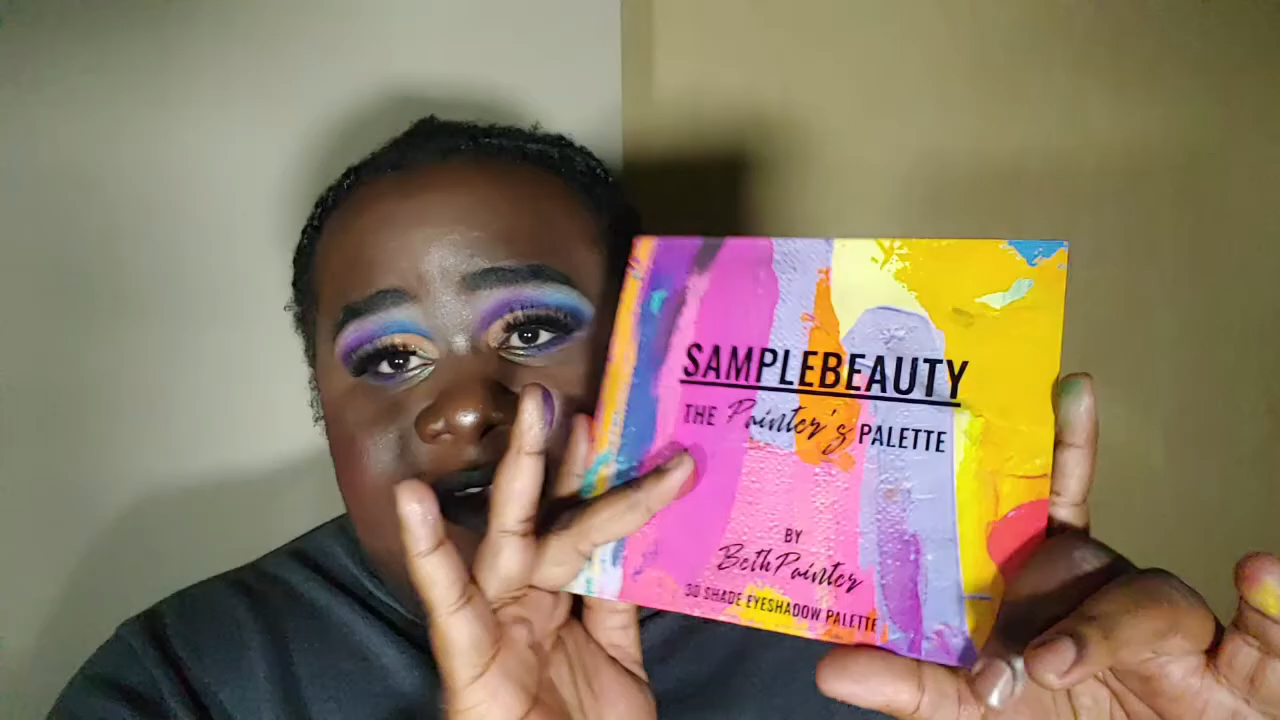 SAMPLEBEAUTY
THE Painter's PALETTE
BY
BethPainter
30 SHADE EYESHADOW PALETTE